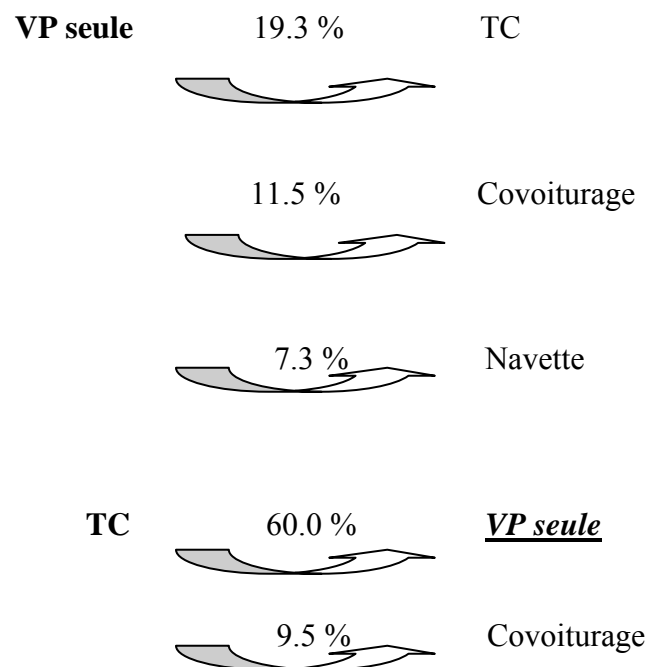 VP seule 19.3 % TC
11.5 % Covoiturage
7.3 % Navette
TC 60.0 % VP seule
9.5 % Covoiturage